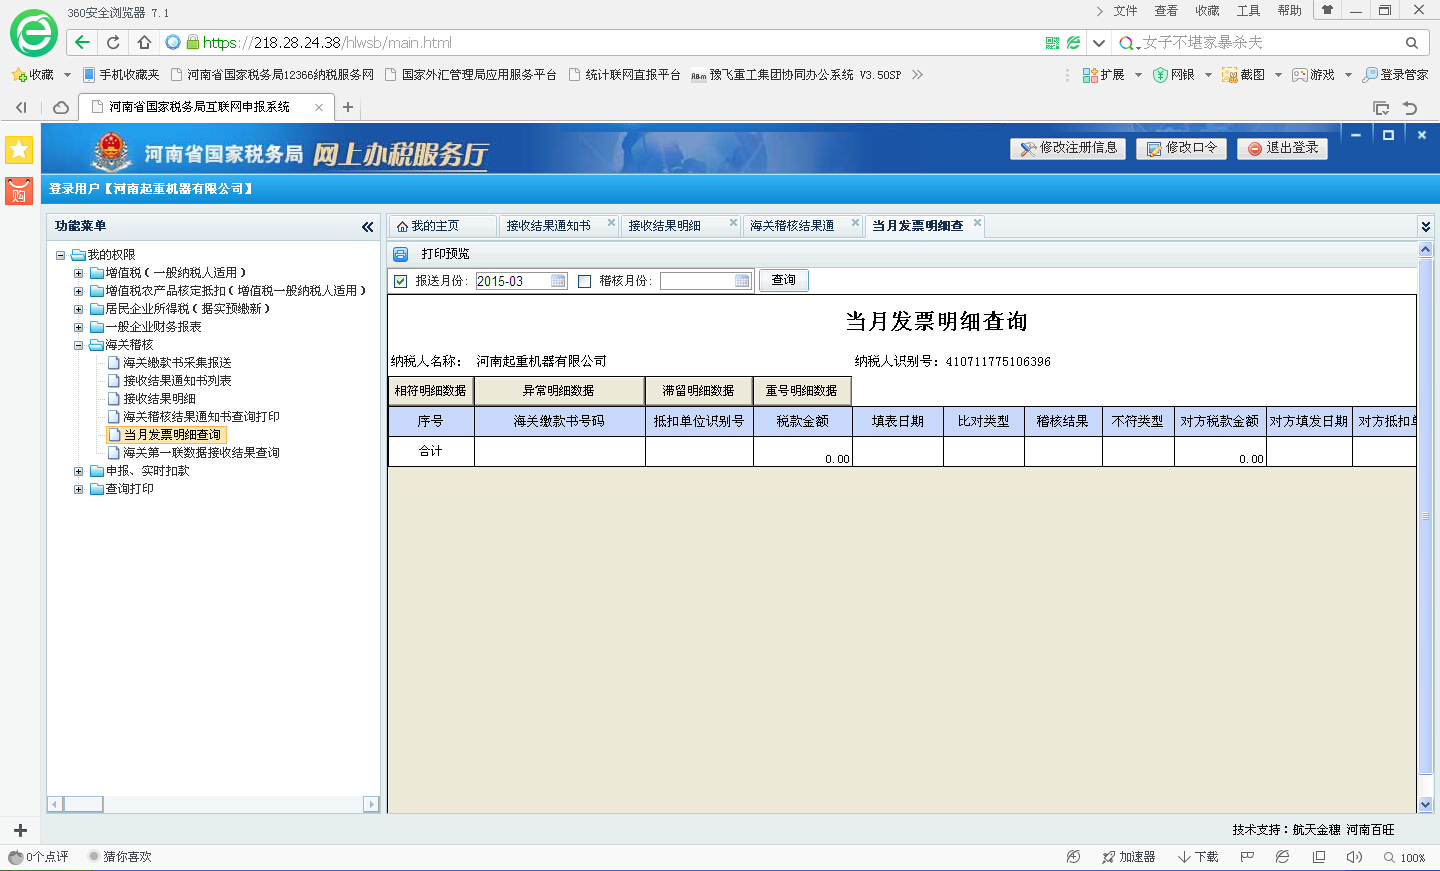 360安全浏览器 7.1
文件 查看 收藏 工具 帮助
https://218.28.24.38/hlwsb/main.html
女子不堪家暴杀夫
收藏 手机收藏夹 河南省国家税务局12366纳税服务网 国家外汇管理局应用服务平台 统计联网直报平台 RBm 豫飞重工集团协同办公系统 V3.50SP
扩展 网银 截图 游戏 登录管家
河南省国家税务局互联网申报系统
河南省国家税务局 网上办税服务厅
修改注册信息 修改口令 退出登录
登录用户【河南起重机器有限公司】
购
功能菜单
我的主页 接收结果通知书 接收结果明细 海关稽核结果通 当月发票明细查
打印预览
报送月份: 2015-03 稽核月份: 查询
我的权限
增值税(一般纳税人适用)
增值税农产品核定抵扣(增值税一般纳税人适用)
居民企业所得税(据实预缴新)
一般企业财务报表
海关稽核
海关缴款书采集报送
接收结果通知书列表
接收结果明细
海关稽核结果通知书查询打印
当月发票明细查询
海关第一联数据接收结果查询
申报、实时扣款
查询打印
当月发票明细查询
纳税人名称: 河南起重机器有限公司 纳税人识别号: 410711775106396
相符明细数据 异常明细数据 滞留明细数据 重号明细数据
序号 海关缴款书号码 抵扣单位识别号 税款金额 填表日期 比对类型 稽核结果 不符类型 对方税款金额 对方填发日期 对方抵扣
合计 0.00 0.00
技术支持:航天金穗 河南百旺
0个点评 猜你喜欢
加速器 下载 100%